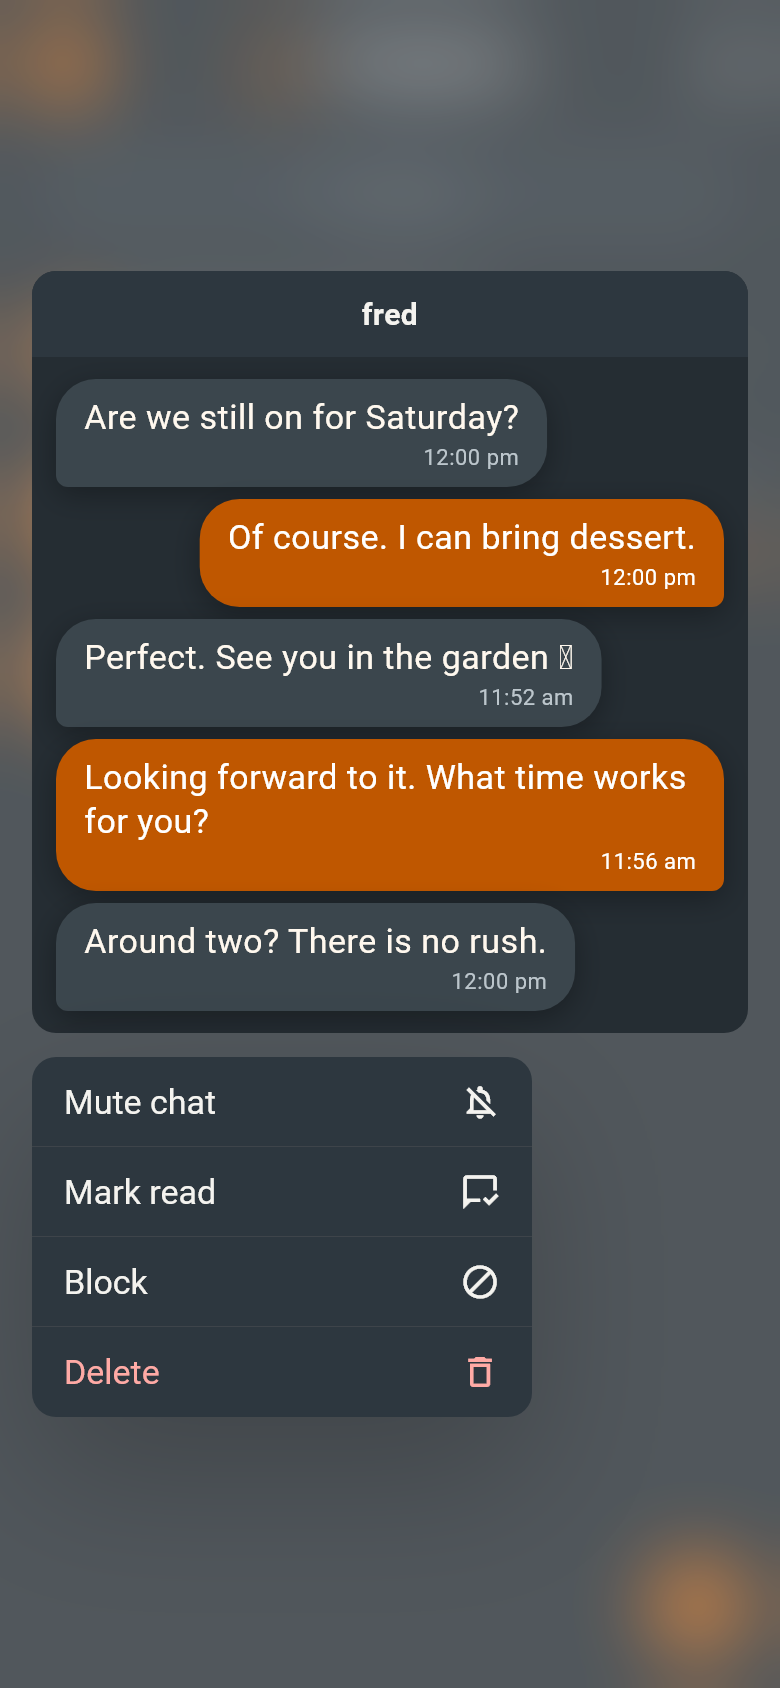 fred
Are we still on for Saturday?
12:00 pm
Of course. I can bring dessert.
12:00 pm
Perfect. See you in the garden
11:52 am
Looking forward to it. What time works
for you?
11:56 am
Around two? There is no rush.
12:00 pm
Mute chat
Mark read
Block
Delete